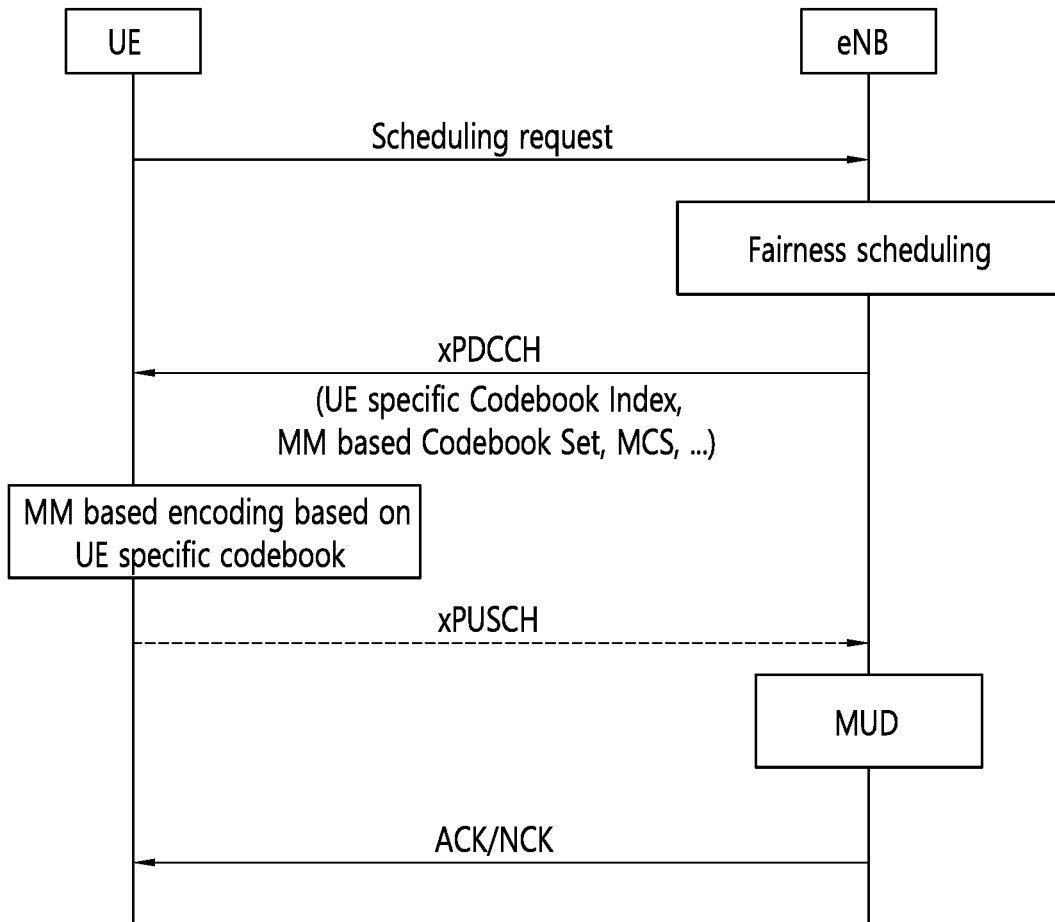 UE
eNB
Scheduling request
Fairness scheduling
xPDCCH
(UE specific Codebook Index,
MM based Codebook Set, MCS, ...)
MM based encoding based on
UE specific codebook
xPUSCH
MUD
ACK/NCK